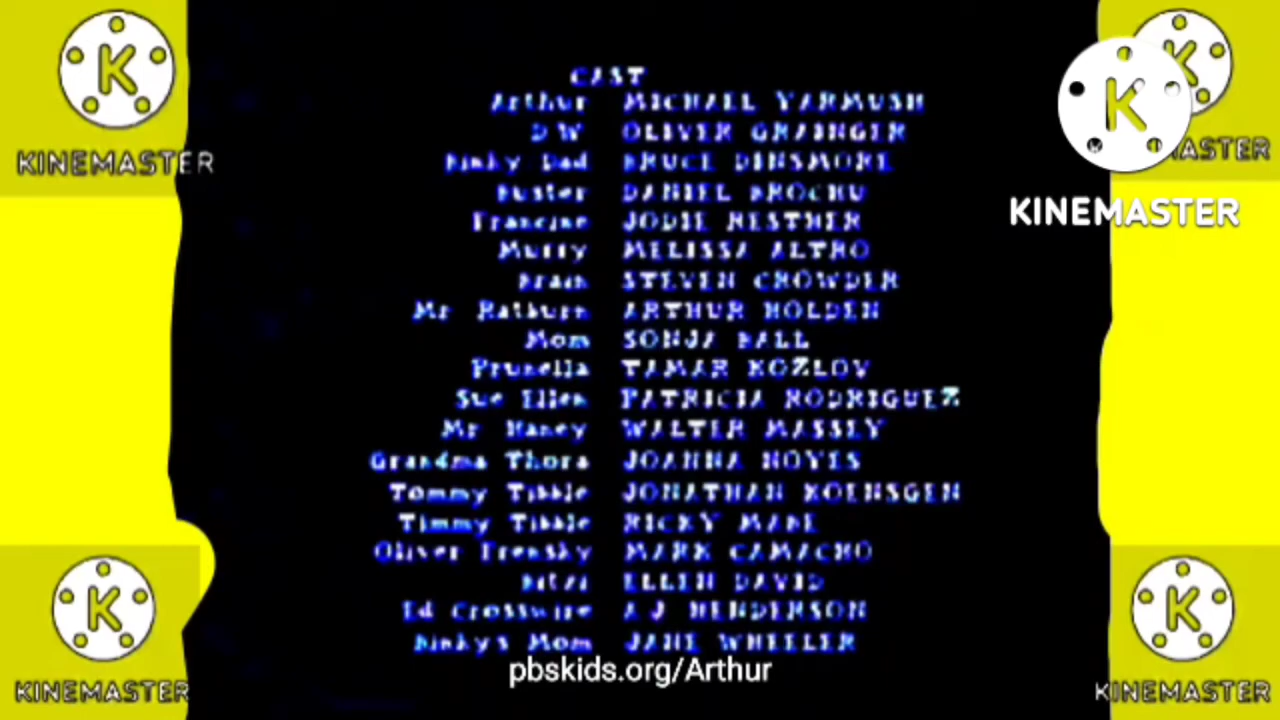 CAST
Arthur MICHAEL YARMUSH
D W OLIVER GRAINGER
Binky Dad BRUCE DINSMORE
Buster DANIEL BROCHU
Francine JODIE RESTHER
Muffy MELISSA ALTRO
Brain STEVEN CROWDER
Mr Ratburn ARTHUR HOLDEN
Mom SONJA BALL
Prunella TAMAR KOZLOV
Sue Ellen PATRICIA RODRIGUEZ
Mr Haney WALTER MASSEY
Grandma Thora JOANNA NOYES
Tommy Tibble JONATHAN KOENSGEN
Timmy Tibble RICKY MABE
Oliver Frensky MARK CAMACHO
Bitzi ELLEN DAVID
Ed Crosswire A J HENDERSON
Binky's Mom JANE WHEELER
pbskids.org/Arthur
KINEMASTER
KINEMASTER
KINEMASTER
KINEMASTER